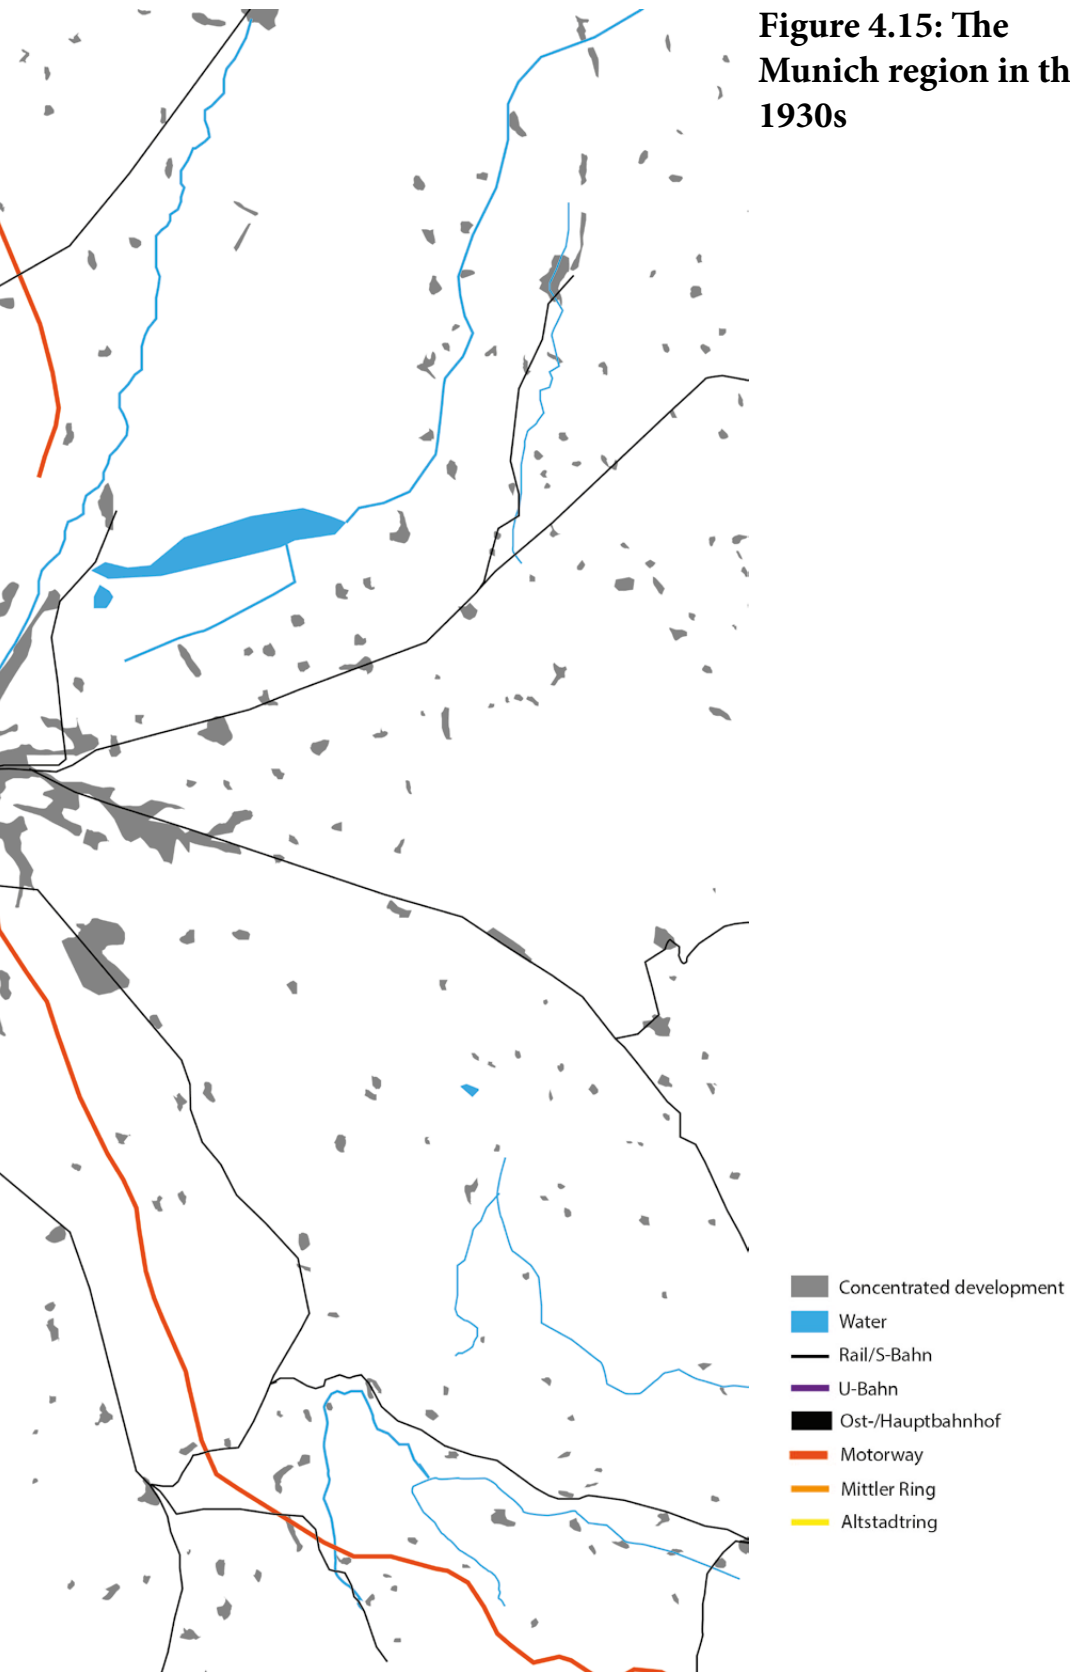 Figure 4.15: The
Munich region in th
1930s
Concentrated development
Water
Rail/S-Bahn
U-Bahn
Ost-/Hauptbahnhof
Motorway
Mittler Ring
Altstadtring